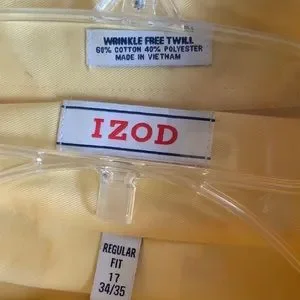 WRINKLE FREE TWILL
60% COTTON 40% POLYESTER
MADE IN VIETNAM
IZOD
REGULAR
FIT
17
34/35